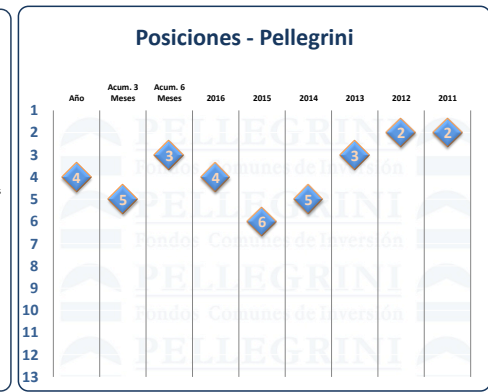 Posiciones - Pellegrini
Acum. 3 Acum. 6
Año Meses Meses 2016 2015 2014 2013 2012 2011
1
2
3
4
5
6
7
8
9
10
11
12
13
4 5 3 4 6 5 3 2 2
PELLEGRINI
Fondos Comunes de Inversión
PELLEGRINI
Fondos Comunes de Inversión
PELLEGRINI
Fondos Comunes de Inversión
PELLEGRINI